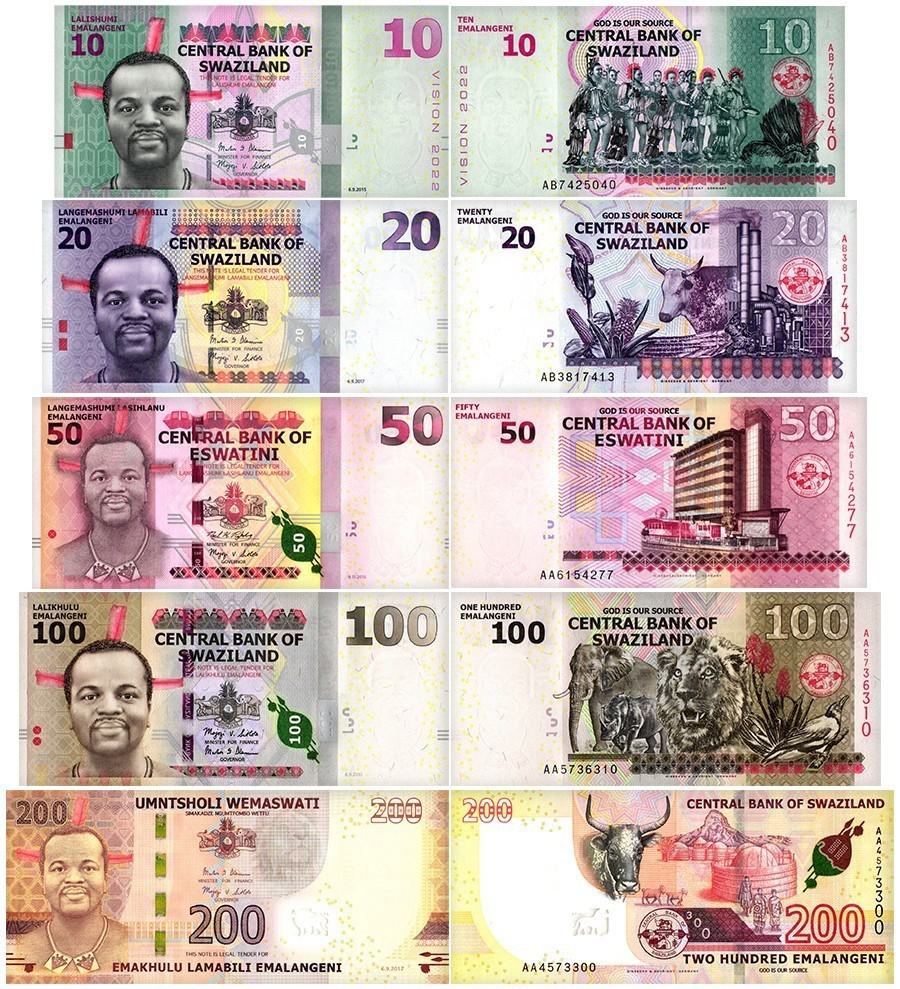 LALISHUMI
EMALANGENI
10
CENTRAL BANK OF
SWAZILAND
THIS NOTE IS LEGAL TENDER FOR
LALISHUMI EMALANGENI
MINISTER FOR FINANCE
GOVERNOR
10
6.9.2015
10
VISION 2022
TEN
EMALANGENI
10
VISION 2022
GOD IS OUR SOURCE
CENTRAL BANK OF
SWAZILAND
10
AB7425040
AB7425040
LANGEMASHUMI LAMABILI
EMALANGENI
20
CENTRAL BANK OF
SWAZILAND
THIS NOTE IS LEGAL TENDER FOR
LANGEMASHUMI LAMABILI EMALANGENI
MINISTER FOR FINANCE
GOVERNOR
20
6.9.2017
20
TWENTY
EMALANGENI
20
GOD IS OUR SOURCE
CENTRAL BANK OF
SWAZILAND
20
AB3817413
AB3817413
LANGEMASHUMI LASIHLANU
EMALANGENI
50
CENTRAL BANK OF
ESWATINI
NOTE IS LEGAL TENDER FOR
MINISTER FOR FINANCE
GOVERNOR
50
50
FIFTY
EMALANGENI
50
GOD IS OUR SOURCE
CENTRAL BANK OF
ESWATINI
50
AA6154277
AA6154277
LALIKHULU
EMALANGENI
100
CENTRAL BANK OF
SWAZILAND
NOTE IS LEGAL TENDER FOR
LALIKHULU EMALANGENI
MINISTER FOR FINANCE
GOVERNOR
100
100
ONE HUNDRED
EMALANGENI
100
GOD IS OUR SOURCE
CENTRAL BANK OF
SWAZILAND
100
AA5736310
AA5736310
200
UMNTSHOLI WEMASWATI
SIMAKADZE NGUMTFOMBO WETFU
200
MINISTER FOR FINANCE
GOVERNOR
200
THIS NOTE IS LEGAL TENDER FOR
EMAKHULU LAMABILI EMALANGENI
6.9.2017
200
CENTRAL BANK OF SWAZILAND
AA4573300
200
AA4573300
TWO HUNDRED EMALANGENI
GOD IS OUR SOURCE